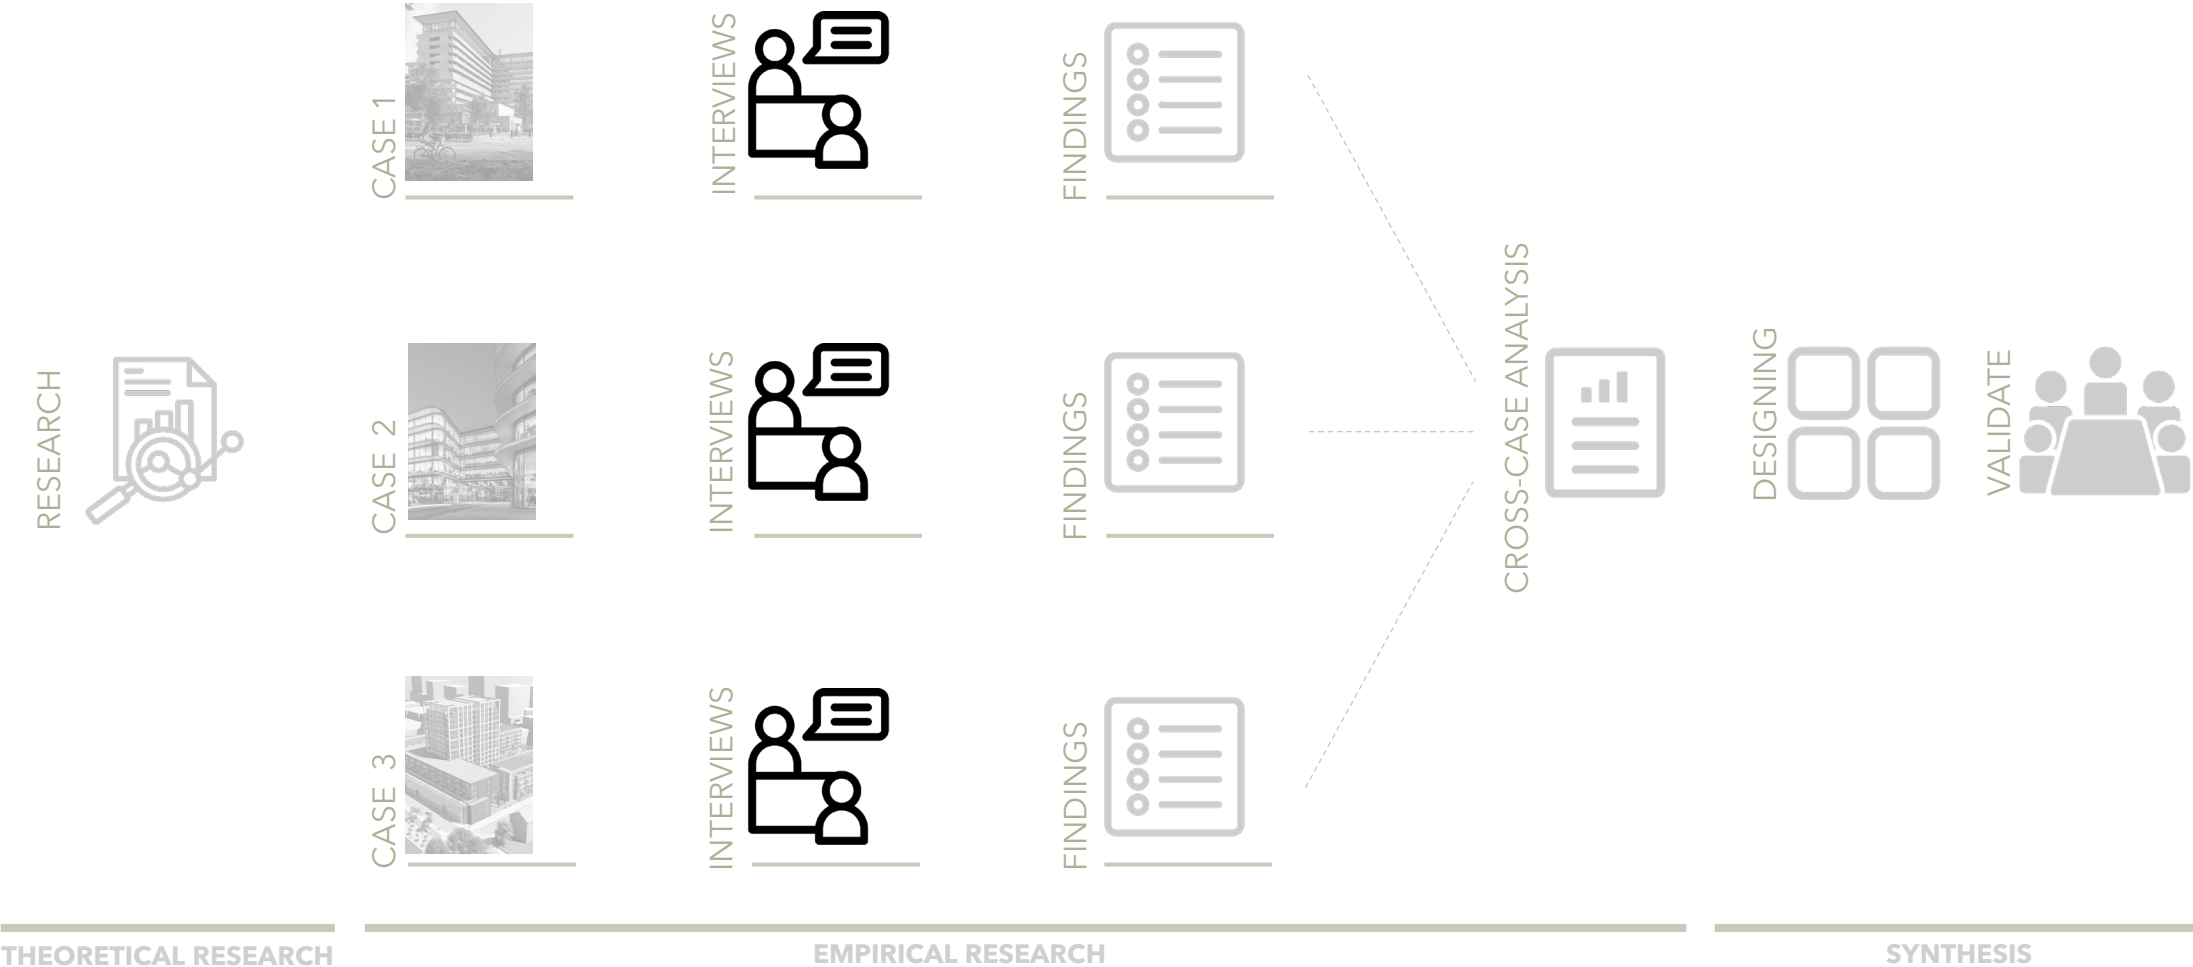 RESEARCH
CASE 1
INTERVIEWS
FINDINGS
CASE 2
INTERVIEWS
FINDINGS
CASE 3
INTERVIEWS
FINDINGS
CROSS-CASE ANALYSIS
DESIGNING
VALIDATE
THEORETICAL RESEARCH
EMPIRICAL RESEARCH
SYNTHESIS